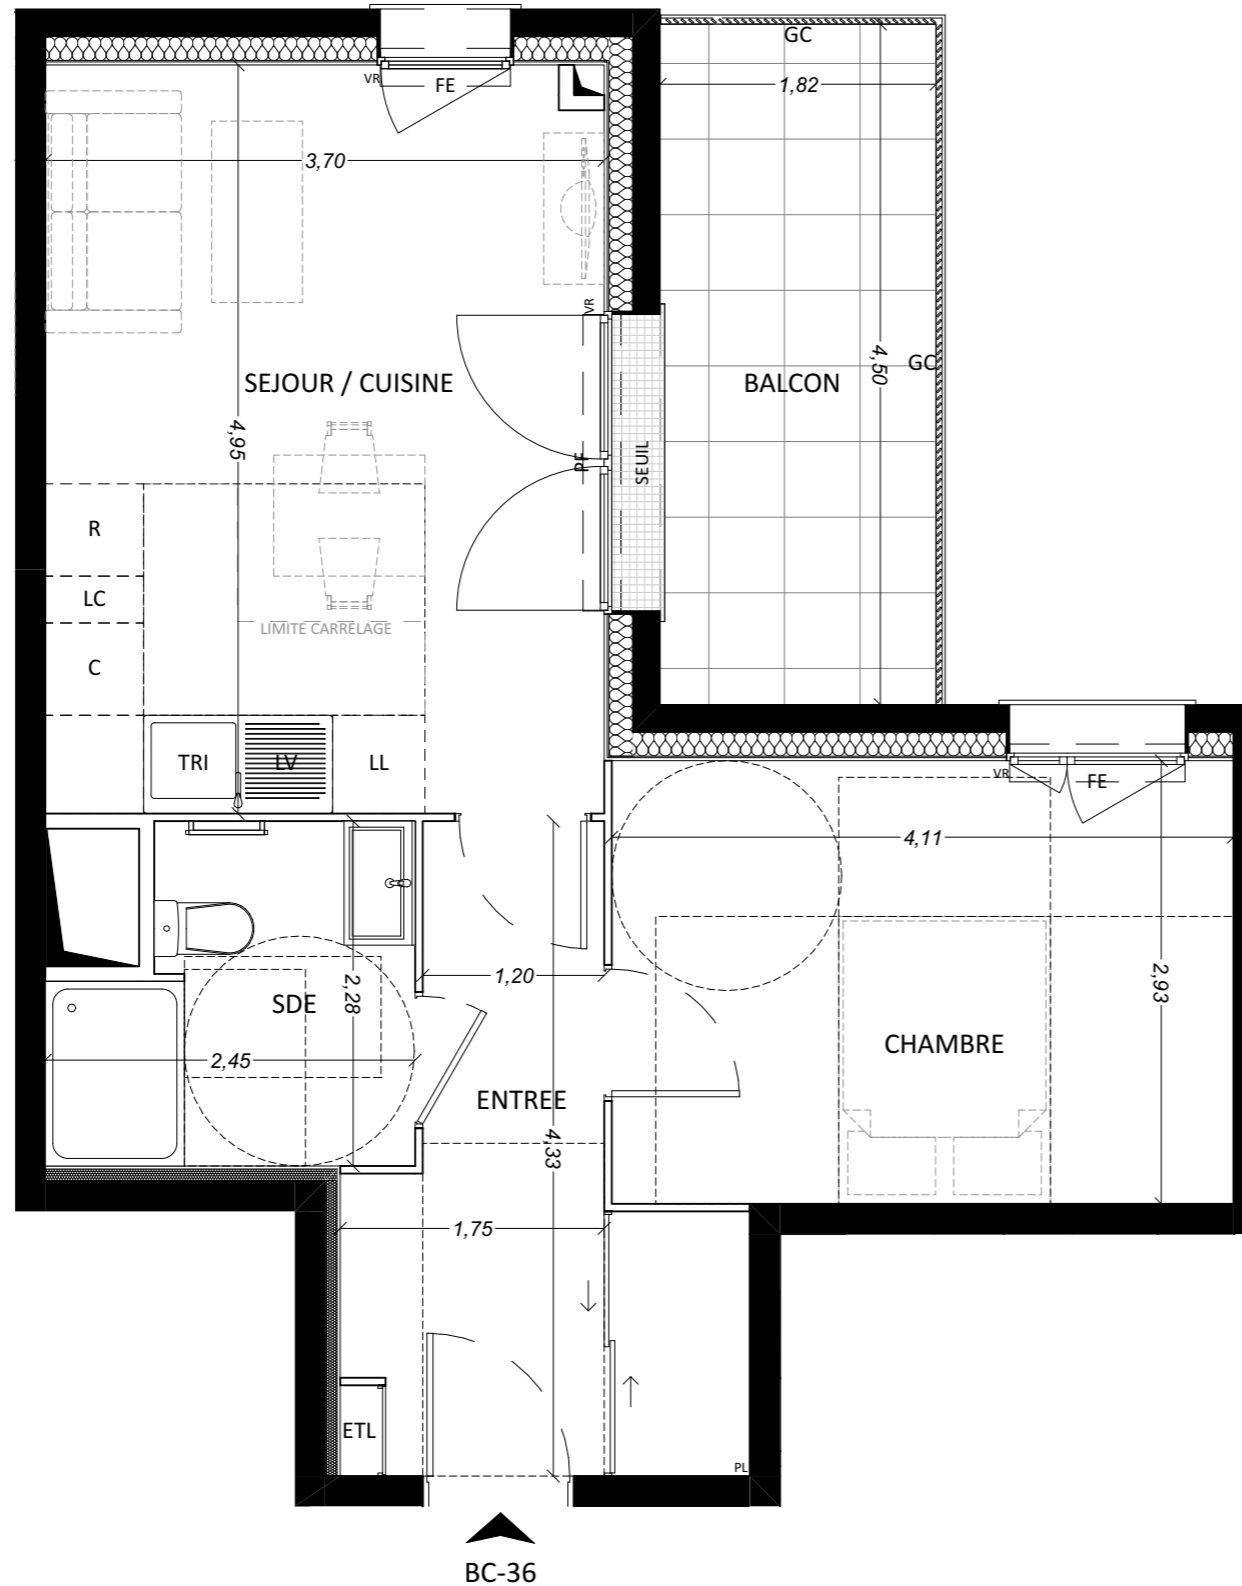 GC
VR
FE
1,82
3,70
VR
SEJOUR / CUISINE
BALCON
GC
4,50
4,95
PF
SEUIL
R
LC
LIMITE CARRELAGE
C
TRI
LV
LL
VR
FE
4,11
1,20
2,28
2,93
SDE
CHAMBRE
2,45
ENTREE
4,33
1,75
ETL
PL
BC-36